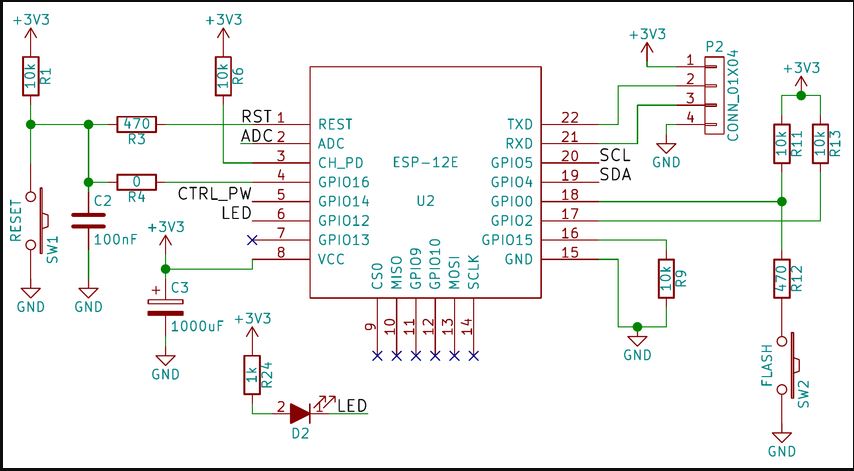 +3V3
10k
R1
+3V3
10k
R6
470
R3
0
R4
RESET
SW1
C2
100nF
GND
GND
+3V3
C3
+
1000uF
GND
+3V3
1k
R24
2
1
LED
D2
RST 1
ADC 2
3
4
CTRL_PW 5
LED 6
7
8
REST
ADC
CH_PD
GPIO16
GPIO14
GPIO12
GPIO13
VCC
ESP-12E
U2
TXD
RXD
GPIO5
GPIO4
GPIO0
GPIO2
GPIO15
GND
22
21
20 SCL
19 SDA
18
17
16
15
CS0
MISO
GPIO9
GPIO10
MOSI
SCLK
9
10
11
12
13
14
+3V3
P2
1
2
3
4
CONN_01X04
GND
+3V3
10k
R11
10k
R13
10k
R9
GND
470
R12
FLASH
SW2
GND